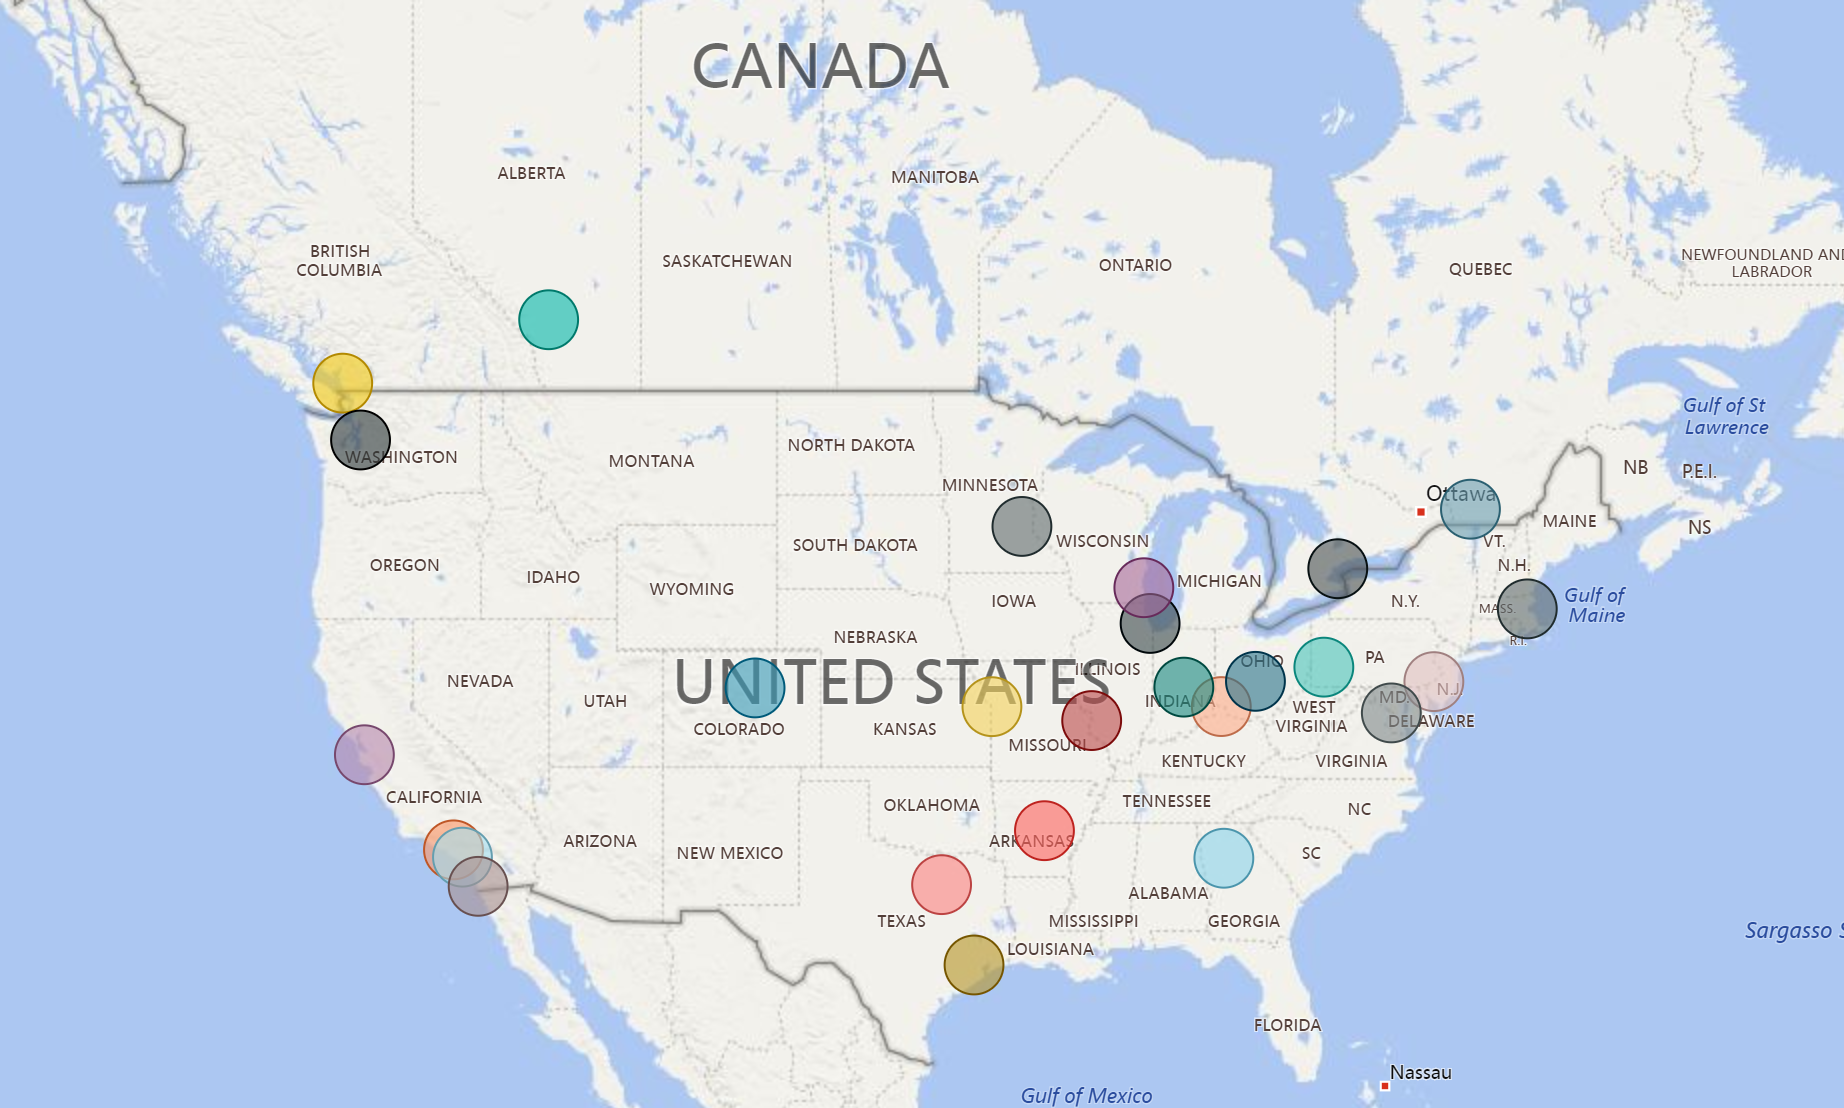 CANADA
ALBERTA
MANITOBA
BRITISH
COLUMBIA
SASKATCHEWAN
ONTARIO
QUEBEC
NEWFOUNDLAND AND
LABRADOR
Gulf of St
Lawrence
WASHINGTON
MONTANA
NORTH DAKOTA
MINNESOTA
Ottawa
NB
P.E.I.
NS
MAINE
OREGON
IDAHO
WYOMING
SOUTH DAKOTA
WISCONSIN
MICHIGAN
VT.
N.H.
N.Y.
MASS.
R.I.
Gulf of
Maine
IOWA
NEBRASKA
UNITED STATES
ILLINOIS
OHIO
PA
N.J.
NEVADA
UTAH
COLORADO
KANSAS
MISSOURI
INDIANA
WEST
VIRGINIA
MD.
DELAWARE
KENTUCKY
VIRGINIA
CALIFORNIA
ARIZONA
NEW MEXICO
OKLAHOMA
ARKANSAS
TENNESSEE
NC
SC
TEXAS
LOUISIANA
MISSISSIPPI
ALABAMA
GEORGIA
Sargasso S
FLORIDA
Nassau
Gulf of Mexico